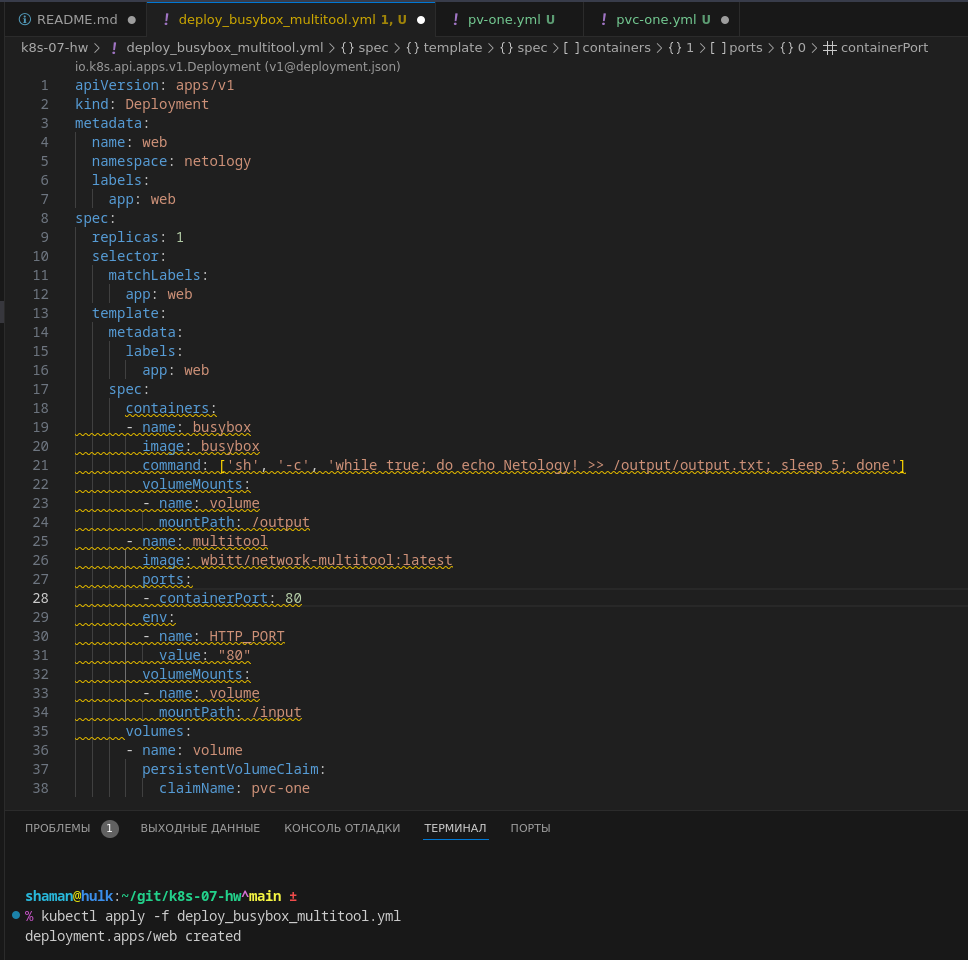 README.md ●
! deploy_busybox_multitool.yml 1, U ●
! pv-one.yml U
! pvc-one.yml U ●
k8s-07-hw > ! deploy_busybox_multitool.yml > {} spec > {} template > {} spec > [ ] containers > {} 1 > [ ] ports > {} 0 > # containerPort
io.k8s.api.apps.v1.Deployment (v1@deployment.json)
1 apiVersion: apps/v1
2 kind: Deployment
3 metadata:
4   name: web
5   namespace: netology
6   labels:
7     app: web
8 spec:
9   replicas: 1
10   selector:
11     matchLabels:
12       app: web
13   template:
14     metadata:
15       labels:
16         app: web
17     spec:
18       containers:
19       - name: busybox
20         image: busybox
21         command: ['sh', '-c', 'while true; do echo Netology! >> /output/output.txt; sleep 5; done']
22         volumeMounts:
23         - name: volume
24           mountPath: /output
25       - name: multitool
26         image: wbitt/network-multitool:latest
27         ports:
28         - containerPort: 80
29         env:
30         - name: HTTP_PORT
31           value: "80"
32         volumeMounts:
33         - name: volume
34           mountPath: /input
35       volumes:
36       - name: volume
37         persistentVolumeClaim:
38           claimName: pvc-one
ПРОБЛЕМЫ 1 ВЫХОДНЫЕ ДАННЫЕ КОНСОЛЬ ОТЛАДКИ ТЕРМИНАЛ ПОРТЫ
shaman@hulk:~/git/k8s-07-hw^main ±
% kubectl apply -f deploy_busybox_multitool.yml
deployment.apps/web created